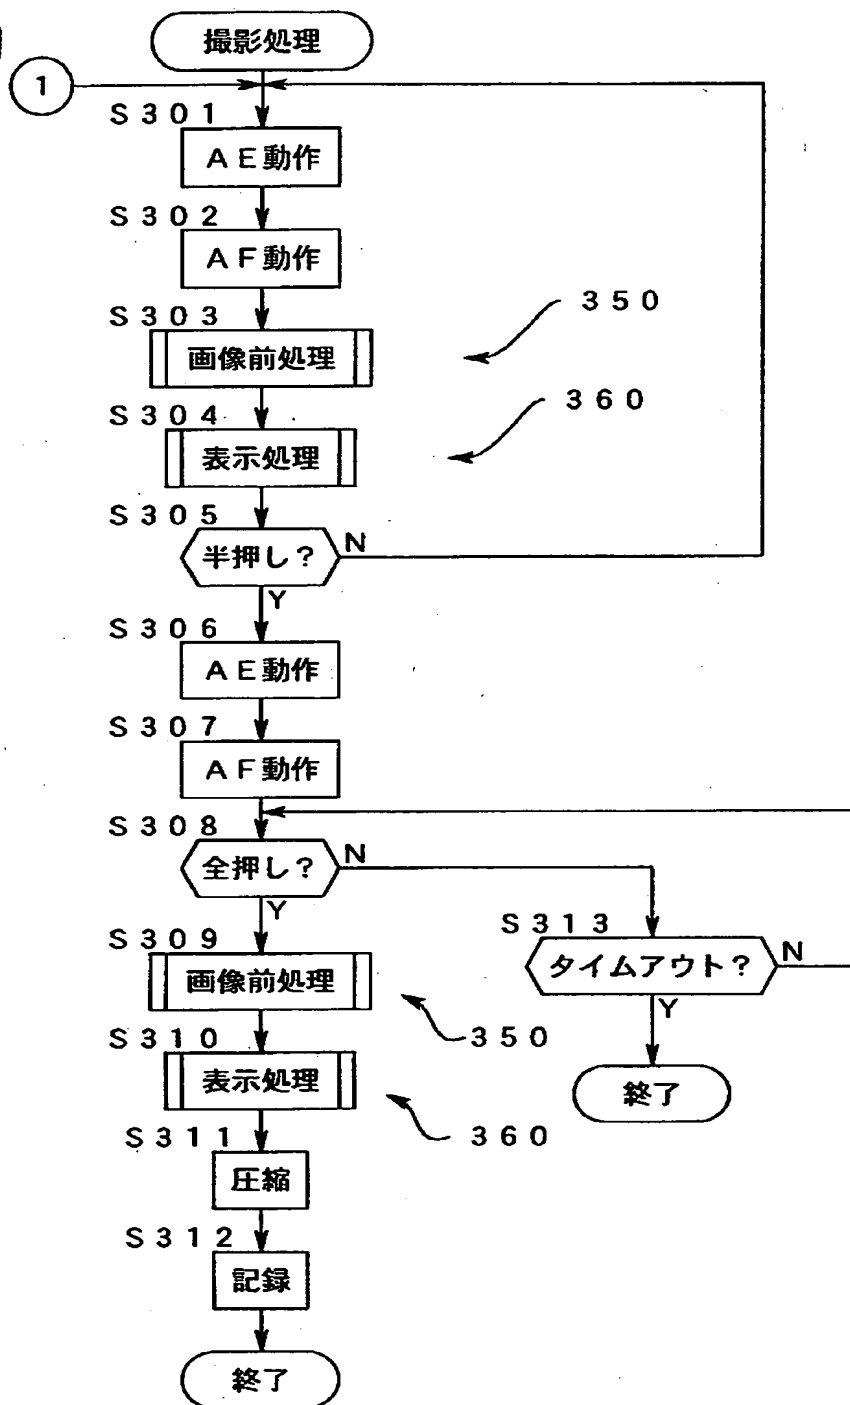 撮影処理
1
S301
AE動作
S302
AF動作
S303
画像前処理
350
S304
表示処理
360
S305
半押し?
N
Y
S306
AE動作
S307
AF動作
S308
全押し?
N
Y
S313
タイムアウト?
N
Y
終了
S309
画像前処理
350
S310
表示処理
360
S311
圧縮
S312
記録
終了